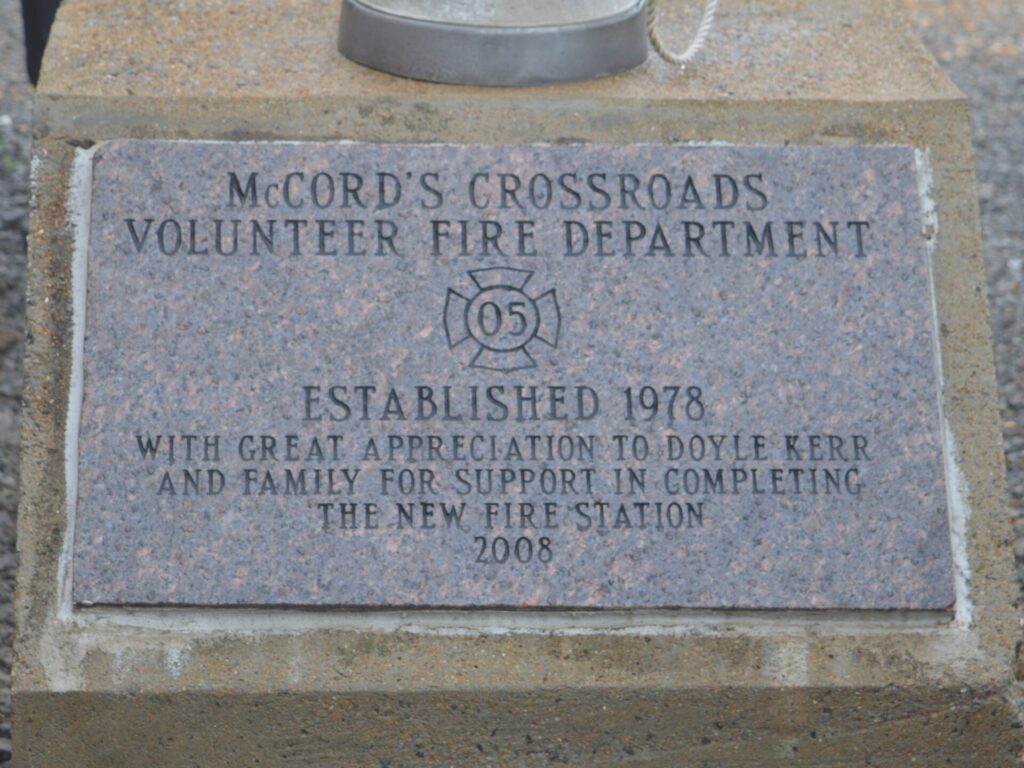 McCORD'S CROSSROADS
VOLUNTEER FIRE DEPARTMENT
05
ESTABLISHED 1978
WITH GREAT APPRECIATION TO DOYLE KERR
AND FAMILY FOR SUPPORT IN COMPLETING
THE NEW FIRE STATION
2008